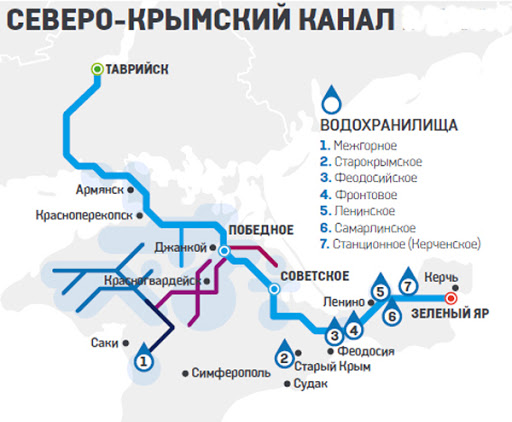 СЕВЕРО-КРЫМСКИЙ КАНАЛ
ТАВРИЙСК
ВОДОХРАНИЛИЩА
1. Межгорное
2. Старокрымское
3. Феодосийское
4. Фронтовое
5. Ленинское
6. Самарлинское
7. Станционное (Керченское)
Армянск
Красноперекопск
ПОБЕДНОЕ
Джанкой
СОВЕТСКОЕ
Красногвардейск
Керчь
Ленино
5
7
6
ЗЕЛЕНЫЙ ЯР
3
4
Саки
1
2
Феодосия
Старый Крым
Симферополь
Судак